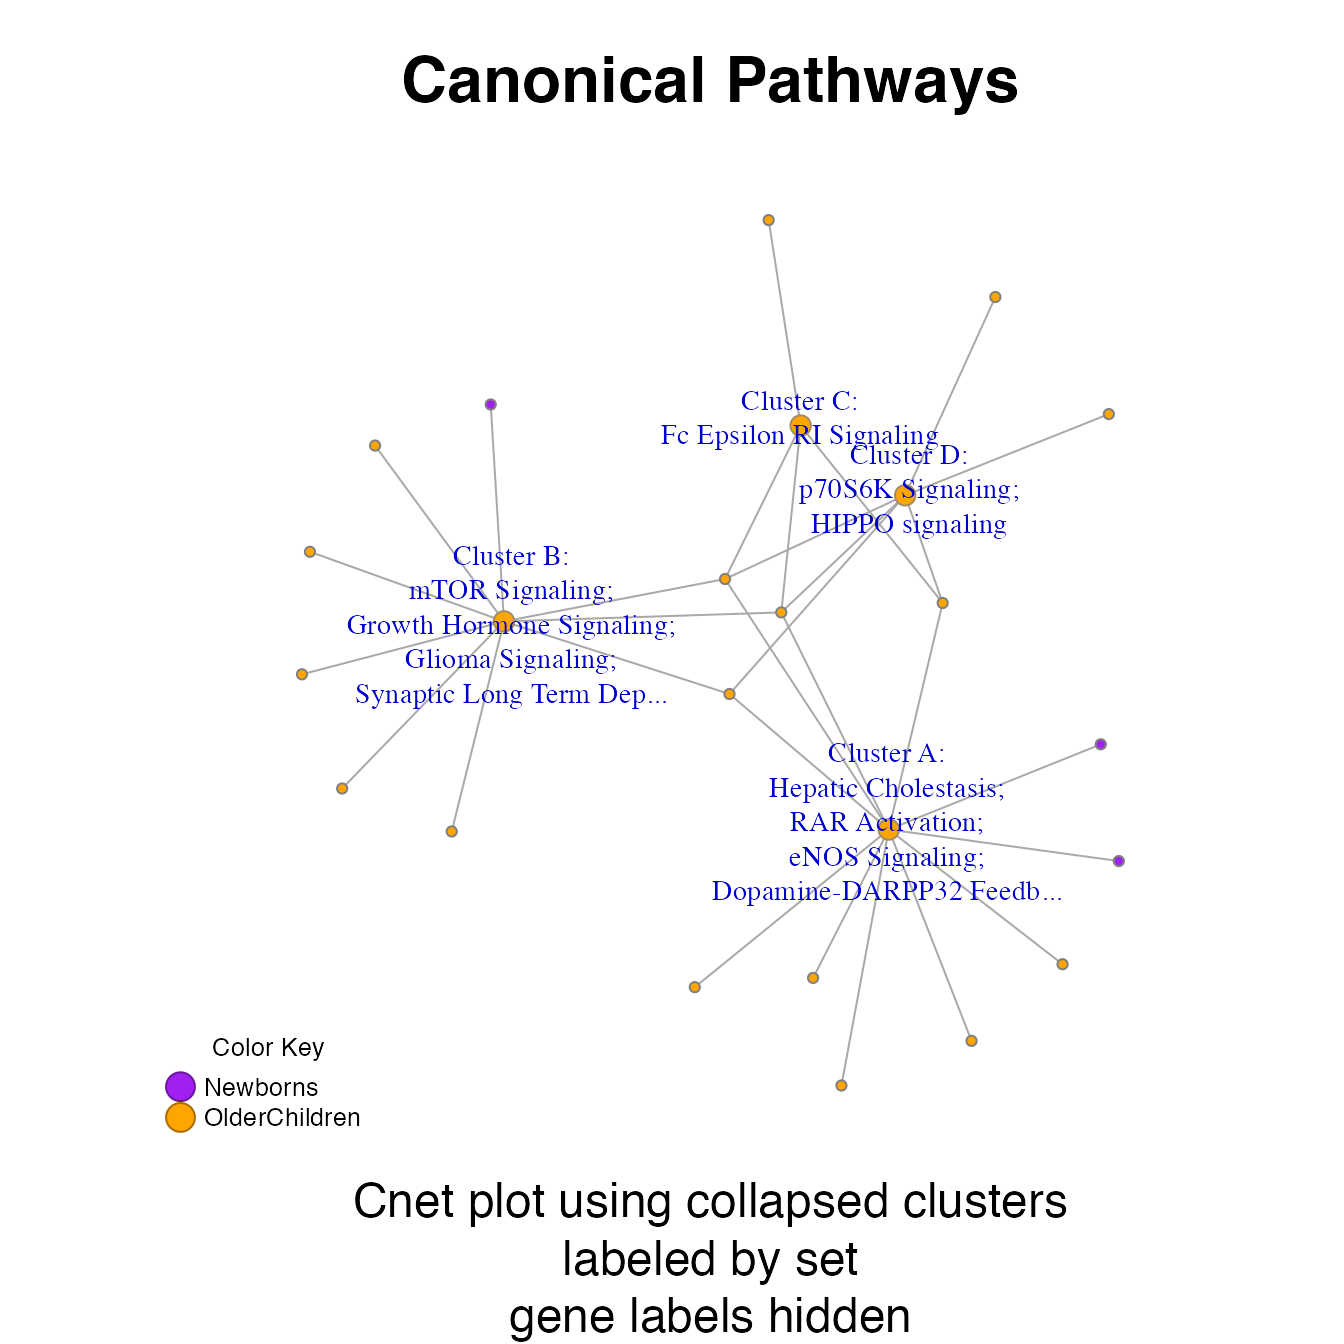 Canonical Pathways
Cluster C:
Fc Epsilon RI Signaling
Cluster D:
p70S6K Signaling;
HIPPO signaling
Cluster B:
mTOR Signaling;
Growth Hormone Signaling;
Glioma Signaling;
Synaptic Long Term Dep...
Cluster A:
Hepatic Cholestasis;
RAR Activation;
eNOS Signaling;
Dopamine-DARPP32 Feedb...
Color Key
Newborns
OlderChildren
Cnet plot using collapsed clusters
labeled by set
gene labels hidden